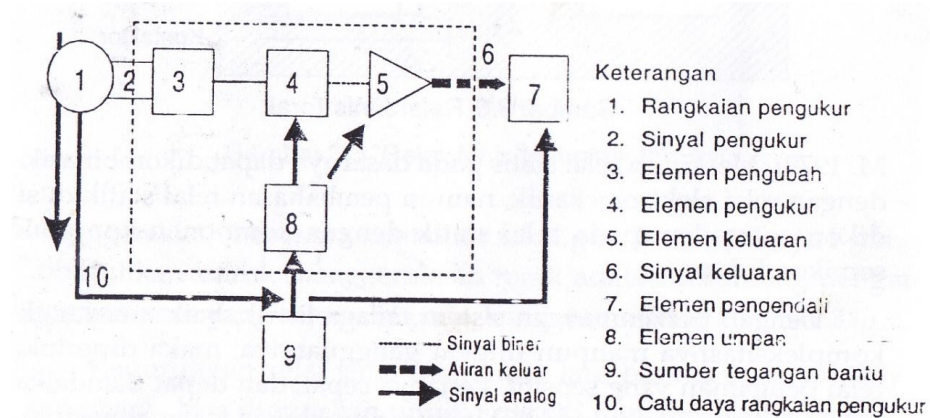 1
2
3
4
5
6
7
8
9
10
Sinyal biner
Aliran keluar
Sinyal analog
Keterangan
1. Rangkaian pengukur
2. Sinyal pengukur
3. Elemen pengubah
4. Elemen pengukur
5. Elemen keluaran
6. Sinyal keluaran
7. Elemen pengendali
8. Elemen umpan
9. Sumber tegangan bantu
10. Catu daya rangkaian pengukur